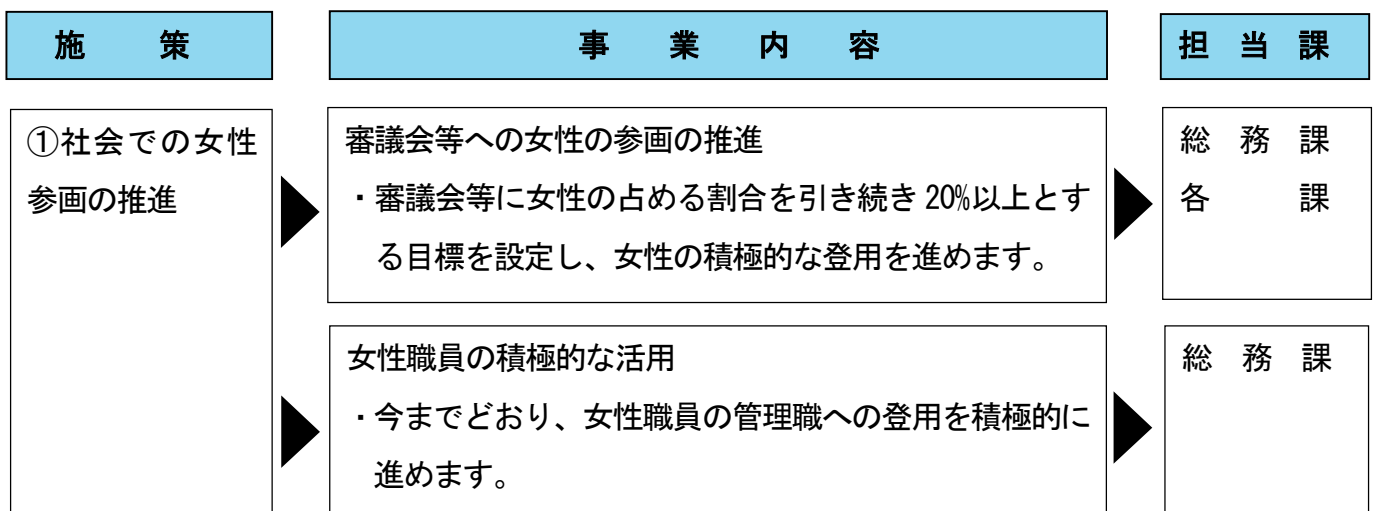 施策
事業内容
担当課
①社会での女性
参画の推進
審議会等への女性の参画の推進
・審議会等に女性の占める割合を引き続き20%以上とす
る目標を設定し、女性の積極的な登用を進めます。
総務課
各課
女性職員の積極的な活用
・今までどおり、女性職員の管理職への登用を積極的に
進めます。
総務課